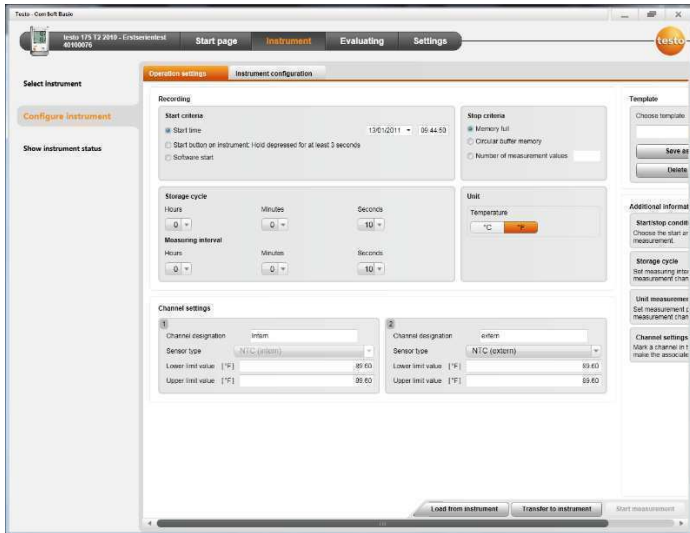 Testo - ComSoft Basic
testo 175 T2 2010 - Erstserientest
40100076
Start page
Instrument
Evaluating
Settings
testo
Select instrument
Configure instrument
Show instrument status
Operation settings
Instrument configuration
Recording
Start criteria
Start time
13/01/2011
09:44:50
Start button on instrument: Hold depressed for at least 3 seconds
Software start
Stop criteria
Memory full
Circular buffer memory
Number of measurement values
Storage cycle
Hours Minutes Seconds
0 0 10
Measuring interval
Hours Minutes Seconds
0 0 10
Unit
Temperature
°C °F
Channel settings
1
Channel designation Intern
Sensor type NTC (intern)
Lower limit value [°F] 89.60
Upper limit value [°F] 89.60
2
Channel designation extern
Sensor type NTC (extern)
Lower limit value [°F] 89.60
Upper limit value [°F] 89.60
Template
Choose template
Save as
Delete
Additional informat
Start/stop conditi
Choose the start an
measurement.
Storage cycle
Set measuring inte
measurement chan
Unit measuremen
Set measurement p
measurement chan
Channel settings
Mark a channel in t
make the associate
Load from instrument
Transfer to instrument
Start measurement